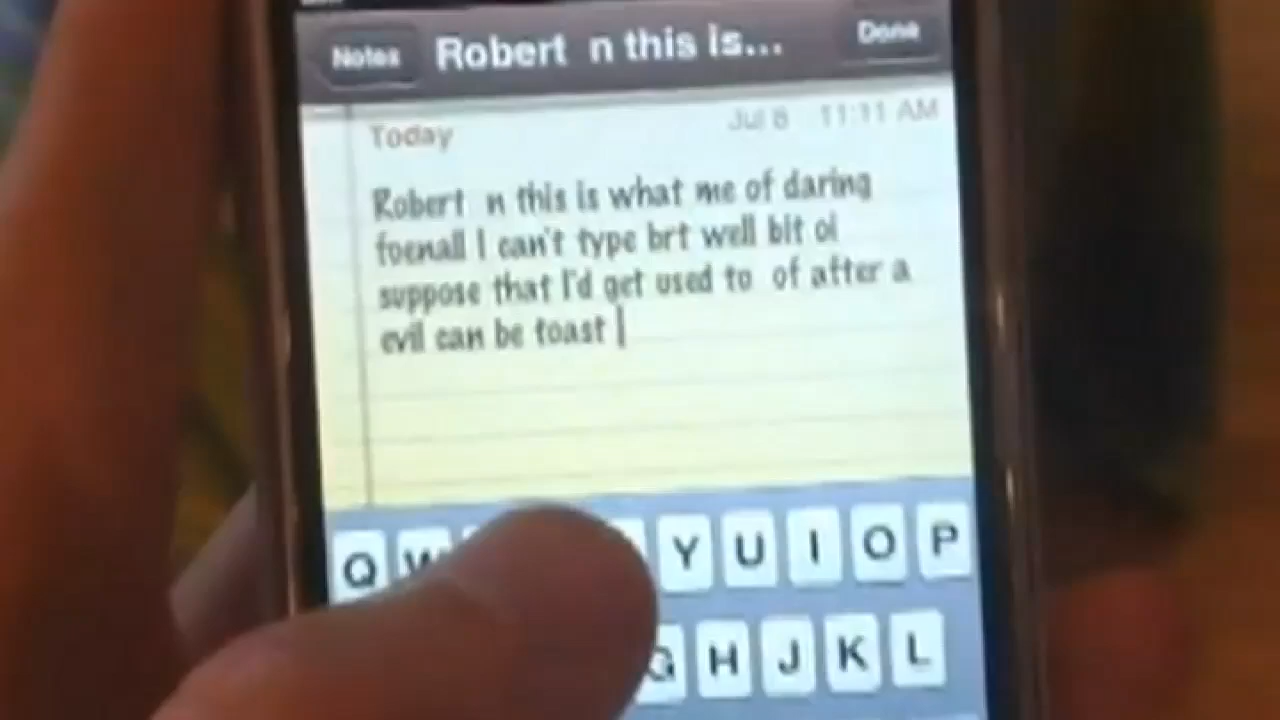 Notes Robert n this is... Done
Today Jul 8 11:11 AM
Robert n this is what me of daring
foenall I can't type brt well bit oi
suppose that I'd get used to of after a
evil can be toast
Q W Y U I O P
G H J K L